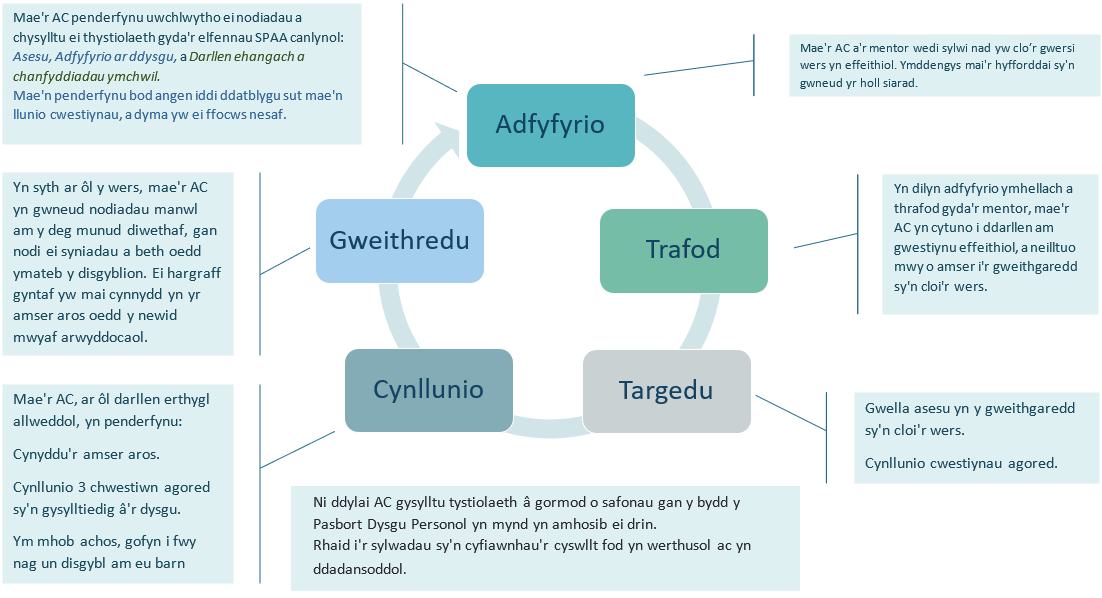 Mae'r AC penderfynu uwchlwytho ei nodiadau a
chysylltu ei thystiolaeth gyda'r elfennau SPAA canlynol:
Asesu, Adfyfyrio ar ddysgu, a Darllen ehangach a
chanfyddiadau ymchwil.
Mae'n penderfynu bod angen iddi ddatblygu sut mae'n
llunio cwestiynau, a dyma yw ei ffocws nesaf.
Adfyfyrio
Mae'r AC a'r mentor wedi sylwi nad yw clo'r gwersi
wers yn effeithiol. Ymddengys mai'r hyfforddai sy'n
gwneud yr holl siarad.
Trafod
Yn dilyn adfyfyrio ymhellach a
thrafod gyda'r mentor, mae'r
AC yn cytuno i ddarllen am
gwestiynu effeithiol, a neilltuo
mwy o amser i'r gweithgaredd
sy'n cloi'r wers.
Targedu
Gwella asesu yn y gweithgaredd
sy'n cloi'r wers.
Cynllunio cwestiynau agored.
Cynllunio
Mae'r AC, ar ôl darllen erthygl
allweddol, yn penderfynu:
Cynyddu'r amser aros.
Cynllunio 3 chwestiwn agored
sy'n gysylltiedig â'r dysgu.
Ym mhob achos, gofyn i fwy
nag un disgybl am eu barn
Gweithredu
Yn syth ar ôl y wers, mae'r AC
yn gwneud nodiadau manwl
am y deg munud diwethaf, gan
nodi ei syniadau a beth oedd
ymateb y disgyblion. Ei hargraff
gyntaf yw mai cynnydd yn yr
amser aros oedd y newid
mwyaf arwyddocaol.
Ni ddylai AC gysylltu tystiolaeth â gormod o safonau gan y bydd y
Pasbort Dysgu Personol yn mynd yn amhosib ei drin.
Rhaid i'r sylwadau sy'n cyfiawnhau'r cyswllt fod yn werthusol ac yn
ddadansoddol.